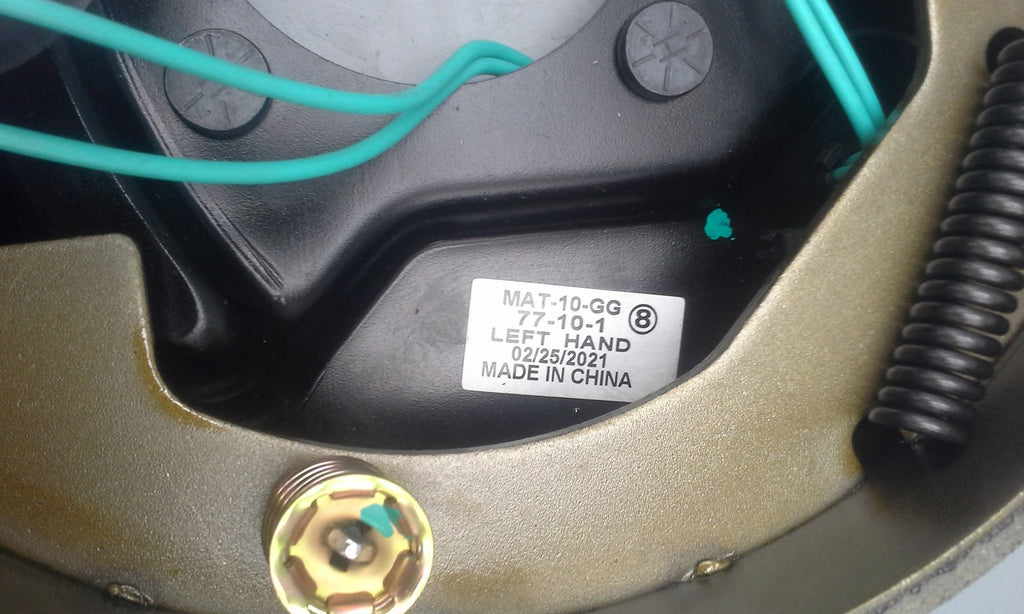 MAT-10-GG
77-10-1 ⑧
LEFT HAND
02/25/2021
MADE IN CHINA